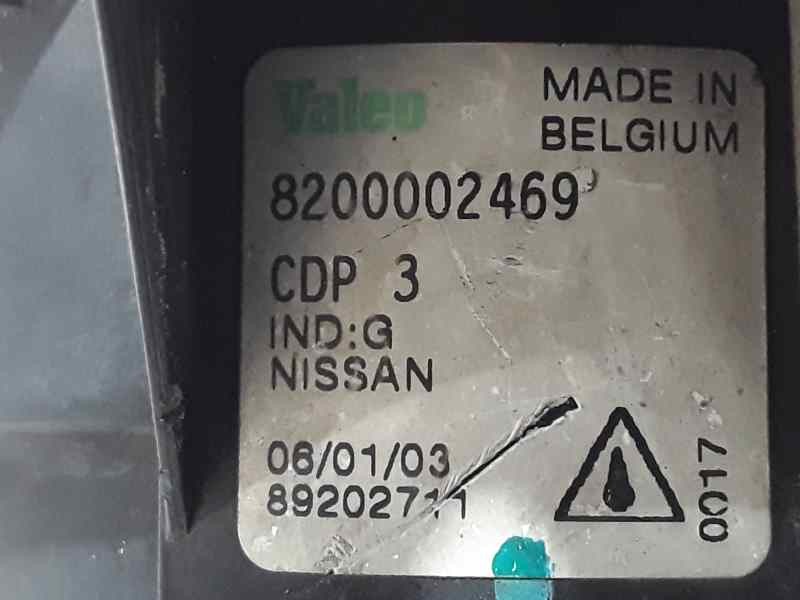 Valeo
MADE IN
BELGIUM
8200002469
CDP 3
IND:G
NISSAN
06/01/03
89202711
0017